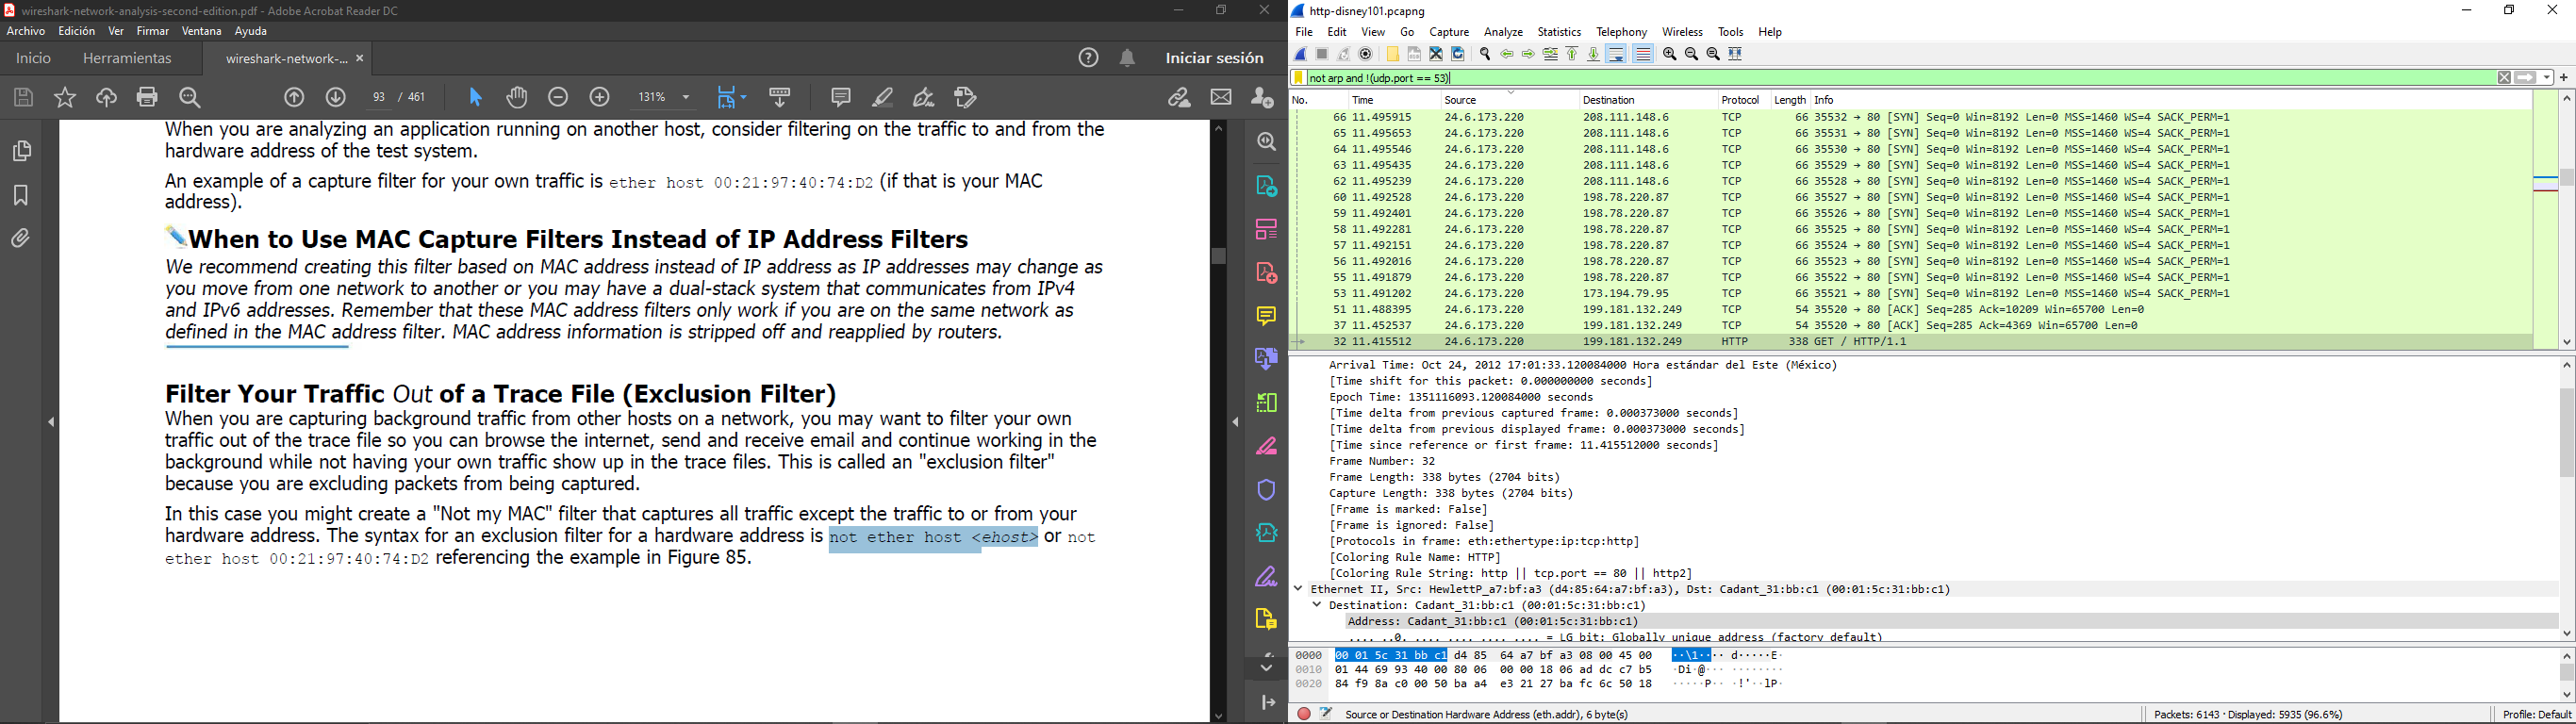 wireshark-network-analysis-second-edition.pdf - Adobe Acrobat Reader DC
Archivo Edición Ver Firmar Ventana Ayuda
Inicio Herramientas wireshark-network-... × Iniciar sesión
93 / 461 131%
When you are analyzing an application running on another host, consider filtering on the traffic to and from the
hardware address of the test system.
An example of a capture filter for your own traffic is ether host 00:21:97:40:74:D2 (if that is your MAC
address).
When to Use MAC Capture Filters Instead of IP Address Filters
We recommend creating this filter based on MAC address instead of IP address as IP addresses may change as
you move from one network to another or you may have a dual-stack system that communicates from IPv4
and IPv6 addresses. Remember that these MAC address filters only work if you are on the same network as
defined in the MAC address filter. MAC address information is stripped off and reapplied by routers.
Filter Your Traffic Out of a Trace File (Exclusion Filter)
When you are capturing background traffic from other hosts on a network, you may want to filter your own
traffic out of the trace file so you can browse the internet, send and receive email and continue working in the
background while not having your own traffic show up in the trace files. This is called an "exclusion filter"
because you are excluding packets from being captured.
In this case you might create a "Not my MAC" filter that captures all traffic except the traffic to or from your
hardware address. The syntax for an exclusion filter for a hardware address is not ether host <ehost> or not
ether host 00:21:97:40:74:D2 referencing the example in Figure 85.
http-disney101.pcapng
File Edit View Go Capture Analyze Statistics Telephony Wireless Tools Help
not arp and !(udp.port == 53)
No. Time Source Destination Protocol Length Info
66 11.495915 24.6.173.220 208.111.148.6 TCP 66 35532 → 80 [SYN] Seq=0 Win=8192 Len=0 MSS=1460 WS=4 SACK_PERM=1
65 11.495653 24.6.173.220 208.111.148.6 TCP 66 35531 → 80 [SYN] Seq=0 Win=8192 Len=0 MSS=1460 WS=4 SACK_PERM=1
64 11.495546 24.6.173.220 208.111.148.6 TCP 66 35530 → 80 [SYN] Seq=0 Win=8192 Len=0 MSS=1460 WS=4 SACK_PERM=1
63 11.495435 24.6.173.220 208.111.148.6 TCP 66 35529 → 80 [SYN] Seq=0 Win=8192 Len=0 MSS=1460 WS=4 SACK_PERM=1
62 11.495239 24.6.173.220 208.111.148.6 TCP 66 35528 → 80 [SYN] Seq=0 Win=8192 Len=0 MSS=1460 WS=4 SACK_PERM=1
60 11.492528 24.6.173.220 198.78.220.87 TCP 66 35527 → 80 [SYN] Seq=0 Win=8192 Len=0 MSS=1460 WS=4 SACK_PERM=1
59 11.492401 24.6.173.220 198.78.220.87 TCP 66 35526 → 80 [SYN] Seq=0 Win=8192 Len=0 MSS=1460 WS=4 SACK_PERM=1
58 11.492281 24.6.173.220 198.78.220.87 TCP 66 35525 → 80 [SYN] Seq=0 Win=8192 Len=0 MSS=1460 WS=4 SACK_PERM=1
57 11.492151 24.6.173.220 198.78.220.87 TCP 66 35524 → 80 [SYN] Seq=0 Win=8192 Len=0 MSS=1460 WS=4 SACK_PERM=1
56 11.492016 24.6.173.220 198.78.220.87 TCP 66 35523 → 80 [SYN] Seq=0 Win=8192 Len=0 MSS=1460 WS=4 SACK_PERM=1
55 11.491879 24.6.173.220 198.78.220.87 TCP 66 35522 → 80 [SYN] Seq=0 Win=8192 Len=0 MSS=1460 WS=4 SACK_PERM=1
53 11.491202 24.6.173.220 173.194.79.95 TCP 66 35521 → 80 [SYN] Seq=0 Win=8192 Len=0 MSS=1460 WS=4 SACK_PERM=1
51 11.488395 24.6.173.220 199.181.132.249 TCP 54 35520 → 80 [ACK] Seq=285 Ack=10209 Win=65700 Len=0
37 11.452537 24.6.173.220 199.181.132.249 TCP 54 35520 → 80 [ACK] Seq=285 Ack=4369 Win=65700 Len=0
32 11.415512 24.6.173.220 199.181.132.249 HTTP 338 GET / HTTP/1.1
Arrival Time: Oct 24, 2012 17:01:33.120084000 Hora estándar del Este (México)
[Time shift for this packet: 0.000000000 seconds]
Epoch Time: 1351116093.120084000 seconds
[Time delta from previous captured frame: 0.000373000 seconds]
[Time delta from previous displayed frame: 0.000373000 seconds]
[Time since reference or first frame: 11.415512000 seconds]
Frame Number: 32
Frame Length: 338 bytes (2704 bits)
Capture Length: 338 bytes (2704 bits)
[Frame is marked: False]
[Frame is ignored: False]
[Protocols in frame: eth:ethertype:ip:tcp:http]
[Coloring Rule Name: HTTP]
[Coloring Rule String: http || tcp.port == 80 || http2]
Ethernet II, Src: HewlettP_a7:bf:a3 (d4:85:64:a7:bf:a3), Dst: Cadant_31:bb:c1 (00:01:5c:31:bb:c1)
Destination: Cadant_31:bb:c1 (00:01:5c:31:bb:c1)
Address: Cadant_31:bb:c1 (00:01:5c:31:bb:c1)
.... ..0. .... .... .... .... = LG bit: Globally unique address (factory default)
0000 00 01 5c 31 bb c1 d4 85 64 a7 bf a3 08 00 45 00 ··\1···· d·····E·
0010 01 44 69 93 40 00 80 06 00 00 18 06 ad dc c7 b5 ·Di·@··· ········
0020 84 f9 8a c0 00 50 ba a4 e3 21 27 ba fc 6c 50 18 ·····P·· ·!'··lP·
Source or Destination Hardware Address (eth.addr), 6 byte(s) Packets: 6143 · Displayed: 5935 (96.6%) Profile: Default